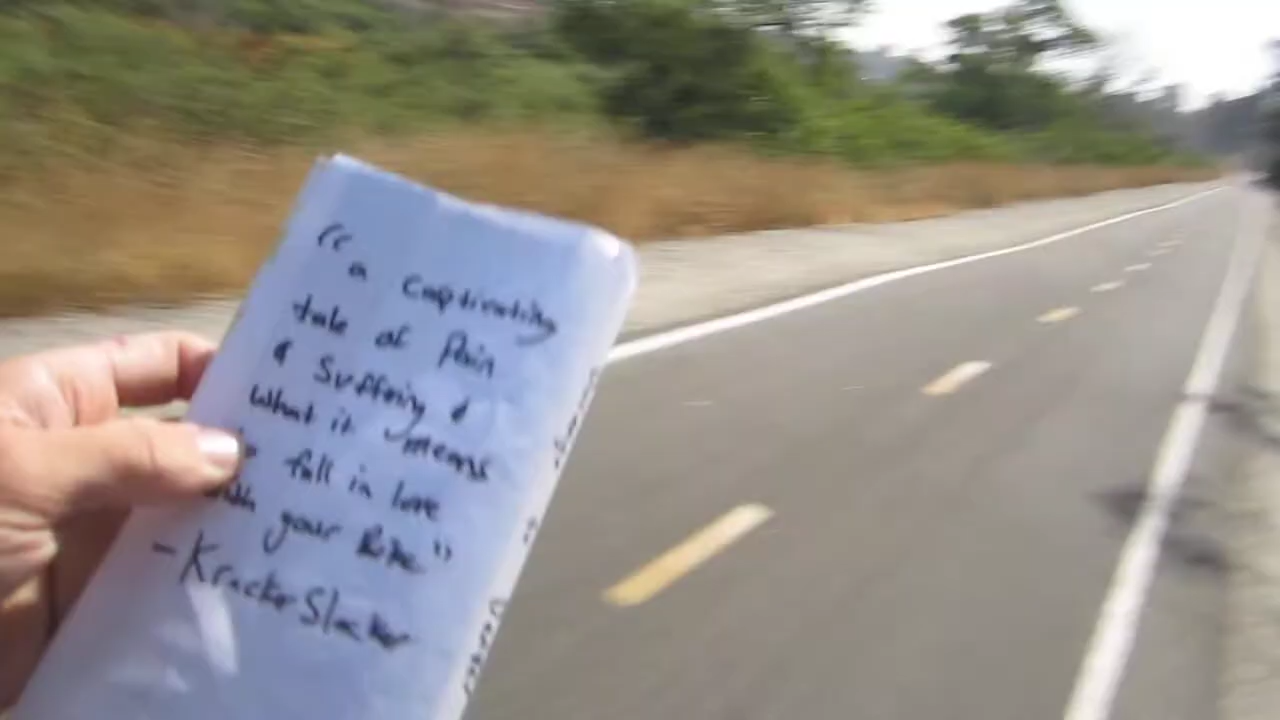 "a captivating
tale of Pain
& Suffering &
what it means
to fall in love
with your Bike"
- KrackerSlacker